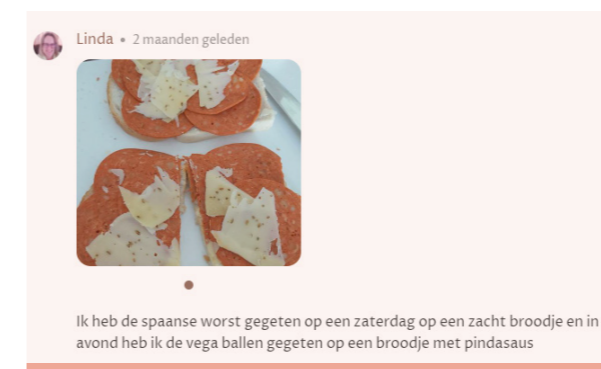 Linda • 2 maanden geleden
Ik heb de spaanse worst gegeten op een zaterdag op een zacht broodje en in
avond heb ik de vega ballen gegeten op een broodje met pindasaus